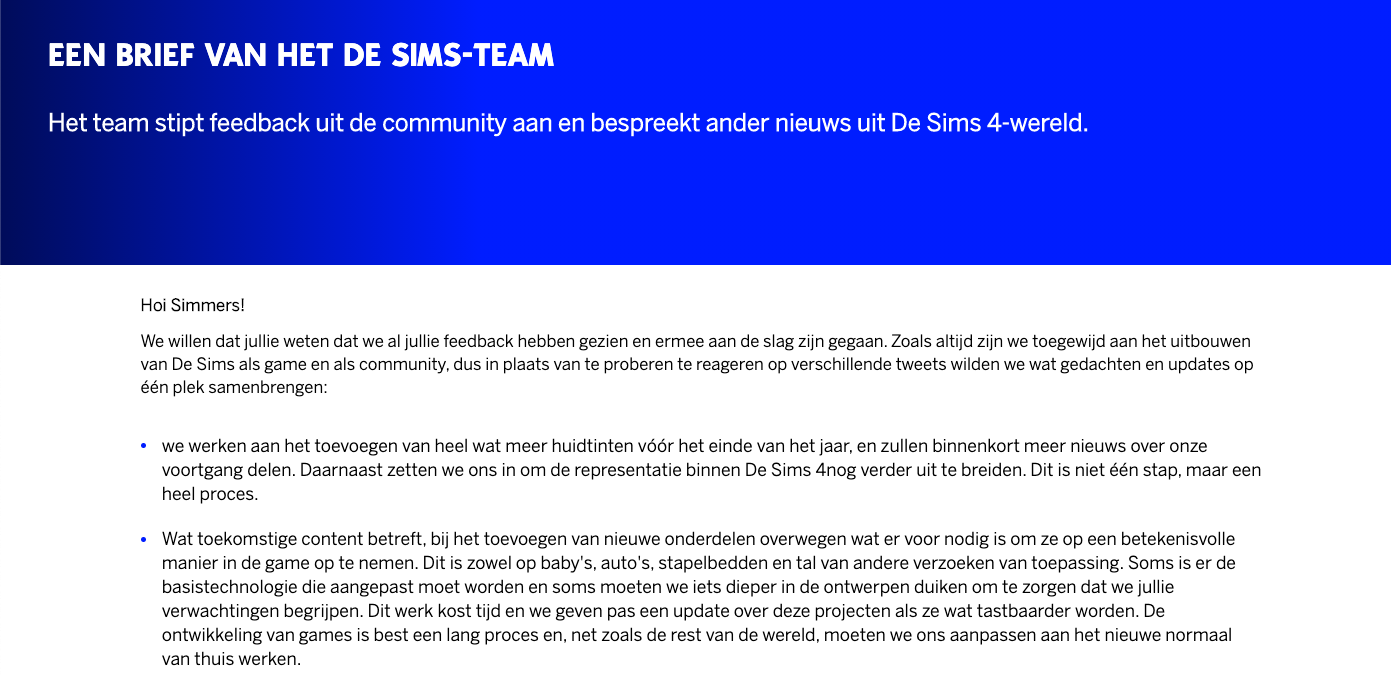 EEN BRIEF VAN HET DE SIMS-TEAM
Het team stipt feedback uit de community aan en bespreekt ander nieuws uit De Sims 4-wereld.
Hoi Simmers!
We willen dat jullie weten dat we al jullie feedback hebben gezien en ermee aan de slag zijn gegaan. Zoals altijd zijn we toegewijd aan het uitbouwen
van De Sims als game en als community, dus in plaats van te proberen te reageren op verschillende tweets wilden we wat gedachten en updates op
één plek samenbrengen:
• we werken aan het toevoegen van heel wat meer huidtinten vóór het einde van het jaar, en zullen binnenkort meer nieuws over onze
voortgang delen. Daarnaast zetten we ons in om de representatie binnen De Sims 4nog verder uit te breiden. Dit is niet één stap, maar een
heel proces.
• Wat toekomstige content betreft, bij het toevoegen van nieuwe onderdelen overwegen wat er voor nodig is om ze op een betekenisvolle
manier in de game op te nemen. Dit is zowel op baby's, auto's, stapelbedden en tal van andere verzoeken van toepassing. Soms is er de
basistechnologie die aangepast moet worden en soms moeten we iets dieper in de ontwerpen duiken om te zorgen dat we jullie
verwachtingen begrijpen. Dit werk kost tijd en we geven pas een update over deze projecten als ze wat tastbaarder worden. De
ontwikkeling van games is best een lang proces en, net zoals de rest van de wereld, moeten we ons aanpassen aan het nieuwe normaal
van thuis werken.